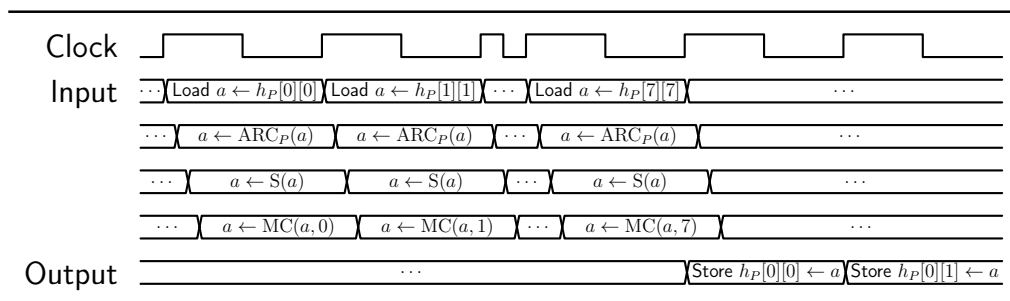 Clock
Input ··· Load a ← h_P[0][0] Load a ← h_P[1][1] ··· Load a ← h_P[7][7] ···
··· a ← ARC_P(a) a ← ARC_P(a) ··· a ← ARC_P(a) ···
··· a ← S(a) a ← S(a) ··· a ← S(a) ···
··· a ← MC(a, 0) a ← MC(a, 1) ··· a ← MC(a, 7) ···
Output ··· Store h_P[0][0] ← a Store h_P[0][1] ← a